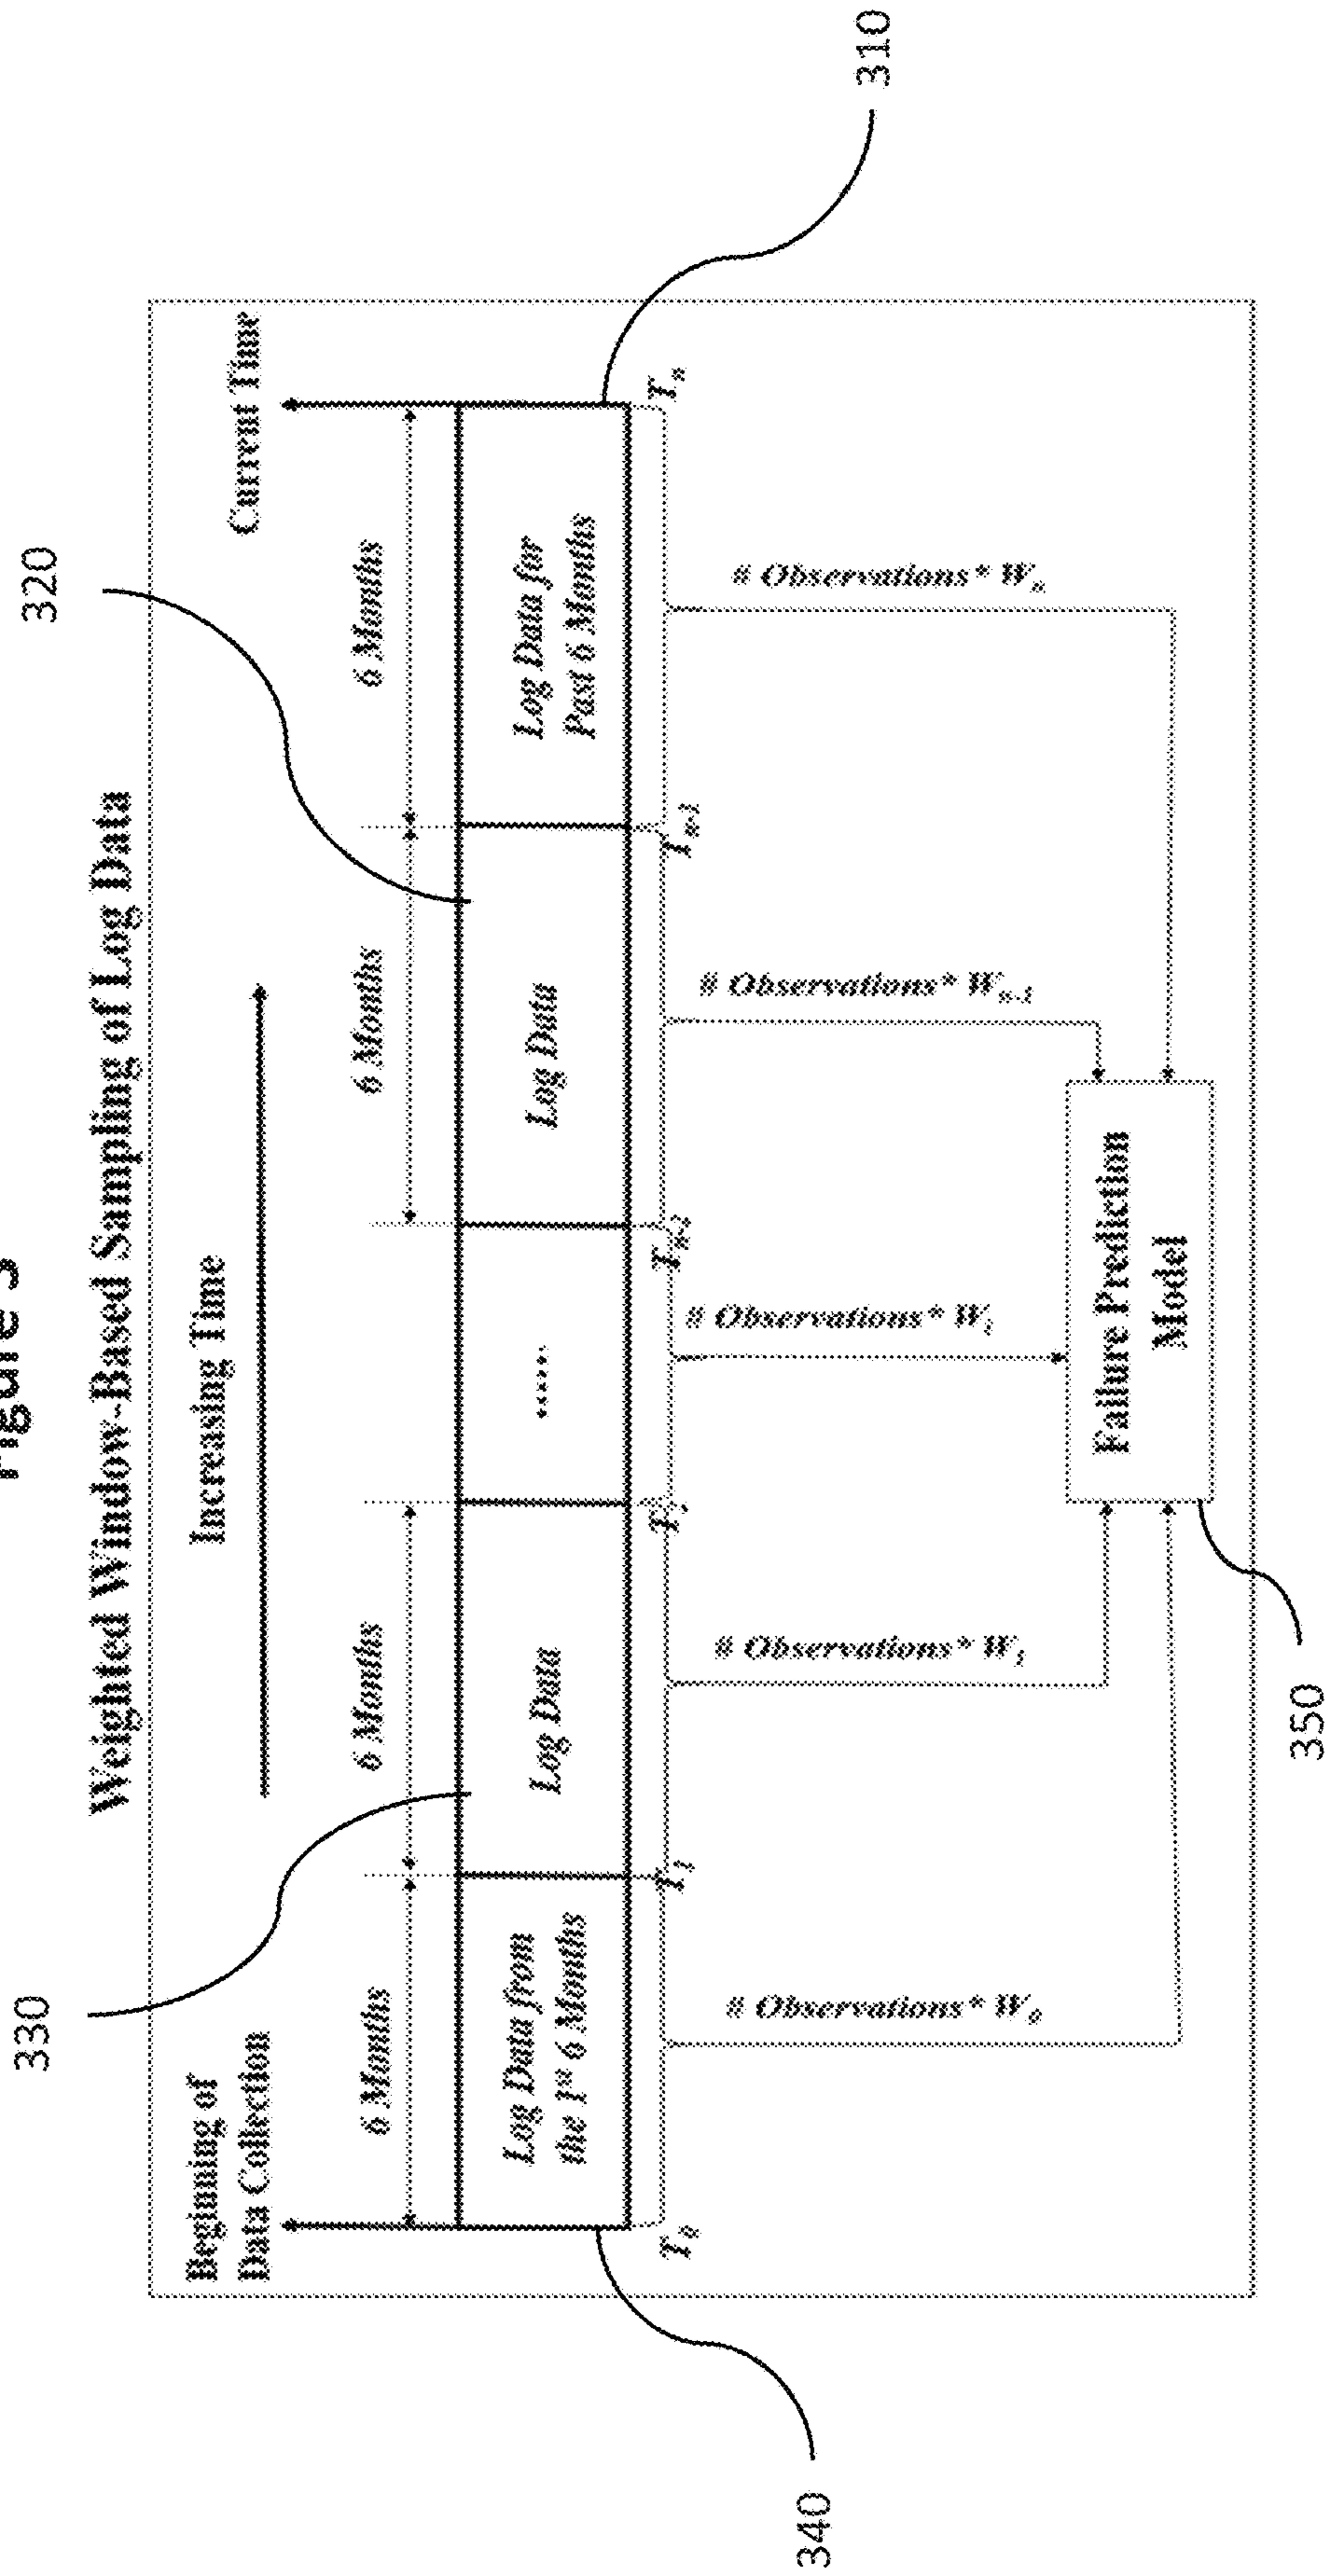 Figure 3
Weighted Window-Based Sampling of Log Data
330
320
Beginning of
Data Collection
Increasing Time
Current Time
6 Months
6 Months
6 Months
6 Months
Log Data from
the 1st 6 Months
Log Data
.....
Log Data
Log Data for
Past 6 Months
T0
T1
Tn-2
Tn-1
Tn
# Observations* W0
# Observations* W1
# Observations* Wi
# Observations* Wn-1
# Observations* Wn
Failure Prediction
Model
340
350
310